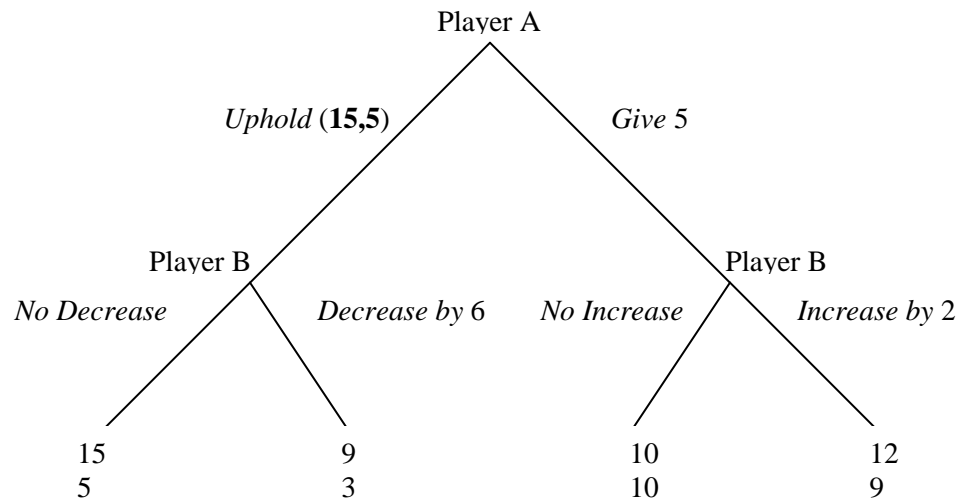 Player A
Uphold (15,5) Give 5
Player B Player B
No Decrease Decrease by 6 No Increase Increase by 2
15 9 10 12
5 3 10 9